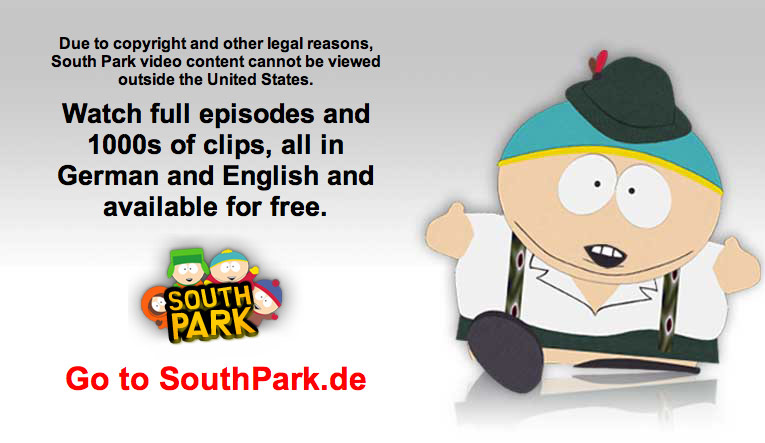 Due to copyright and other legal reasons,
South Park video content cannot be viewed
outside the United States.
Watch full episodes and
1000s of clips, all in
German and English and
available for free.
SOUTH
PARK
Go to SouthPark.de